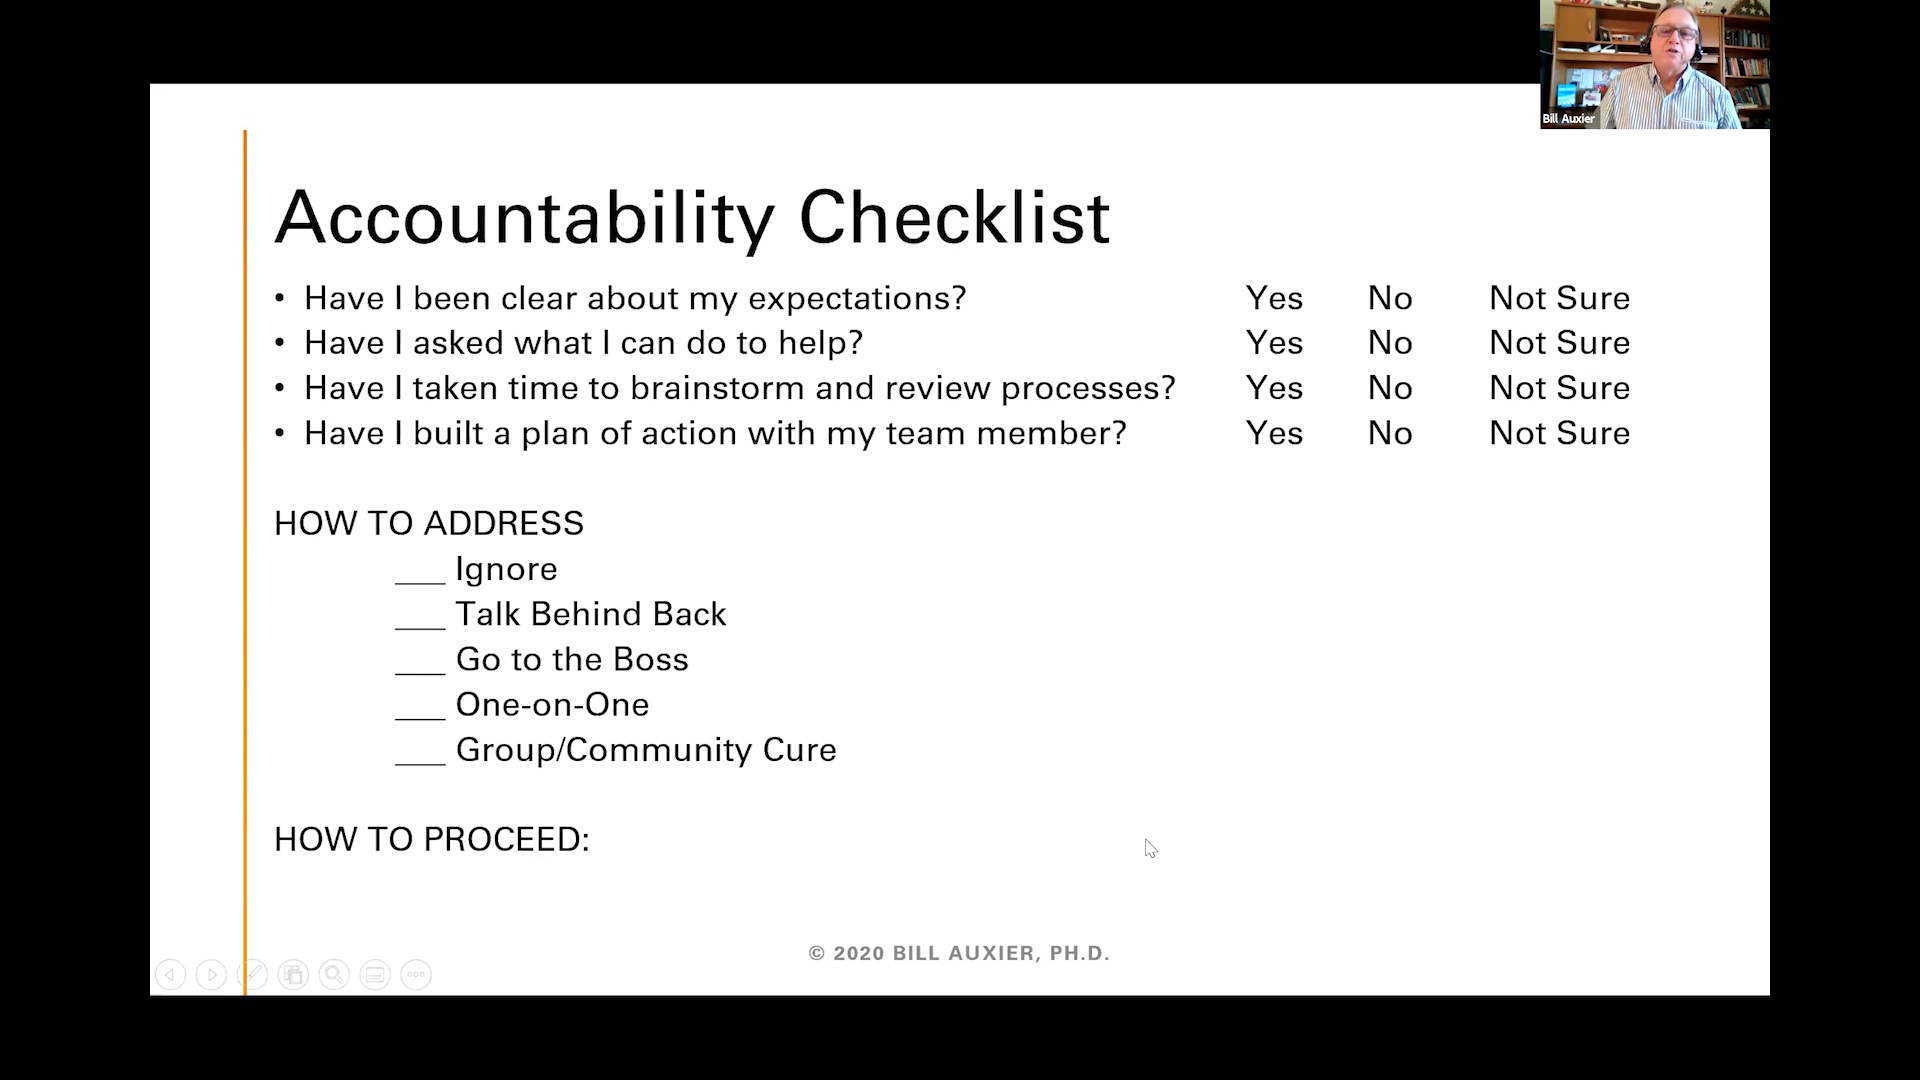 Bill Auxier
Accountability Checklist
• Have I been clear about my expectations? Yes No Not Sure
• Have I asked what I can do to help? Yes No Not Sure
• Have I taken time to brainstorm and review processes? Yes No Not Sure
• Have I built a plan of action with my team member? Yes No Not Sure
HOW TO ADDRESS
___ Ignore
___ Talk Behind Back
___ Go to the Boss
___ One-on-One
___ Group/Community Cure
HOW TO PROCEED:
© 2020 BILL AUXIER, PH.D.